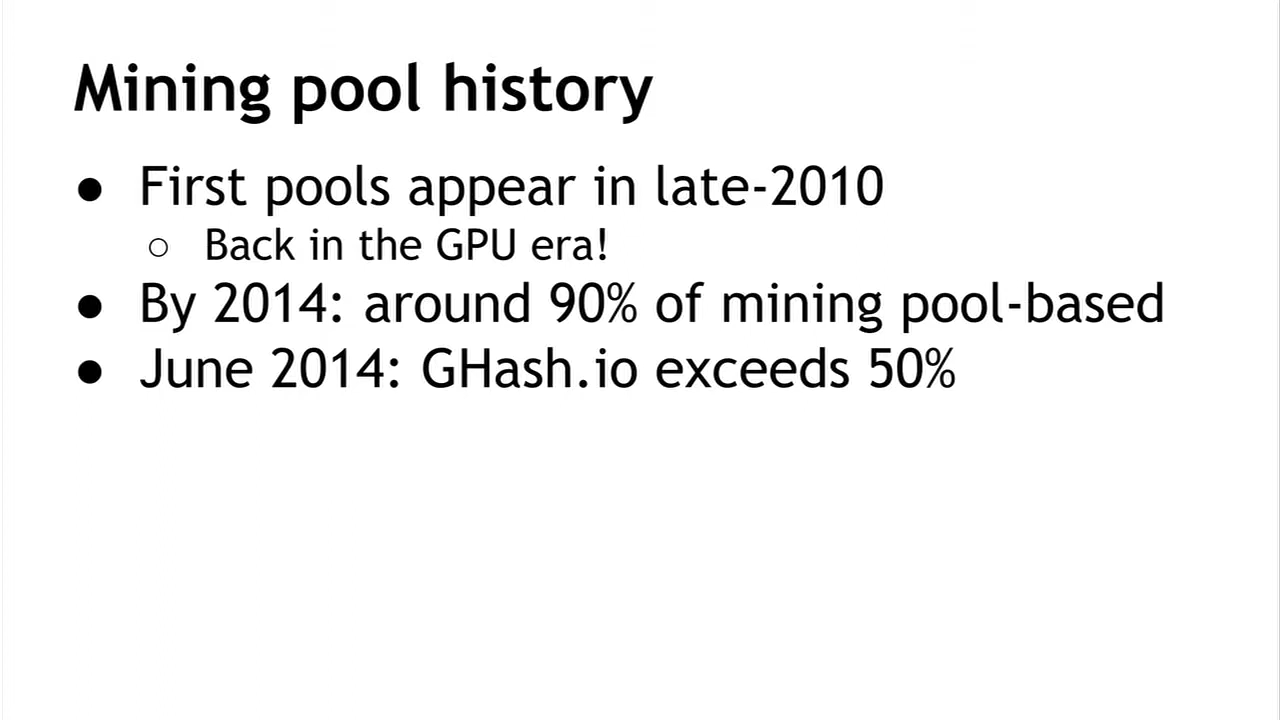 Mining pool history
● First pools appear in late-2010
○ Back in the GPU era!
● By 2014: around 90% of mining pool-based
● June 2014: GHash.io exceeds 50%